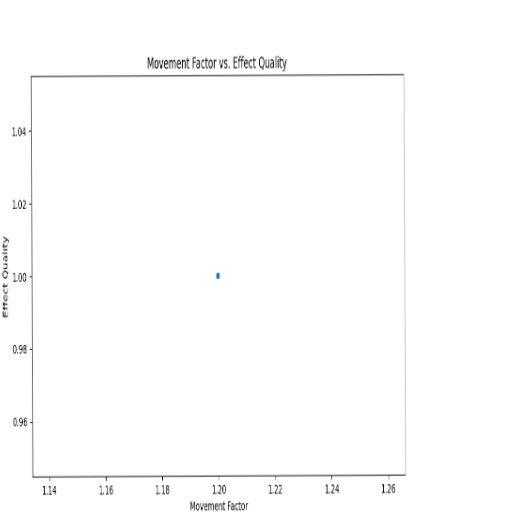 Movement Factor vs. Effect Quality
1.04
1.02
1.00
0.98
0.96
Effect Quality
1.14 1.16 1.18 1.20 1.22 1.24 1.26
Movement Factor